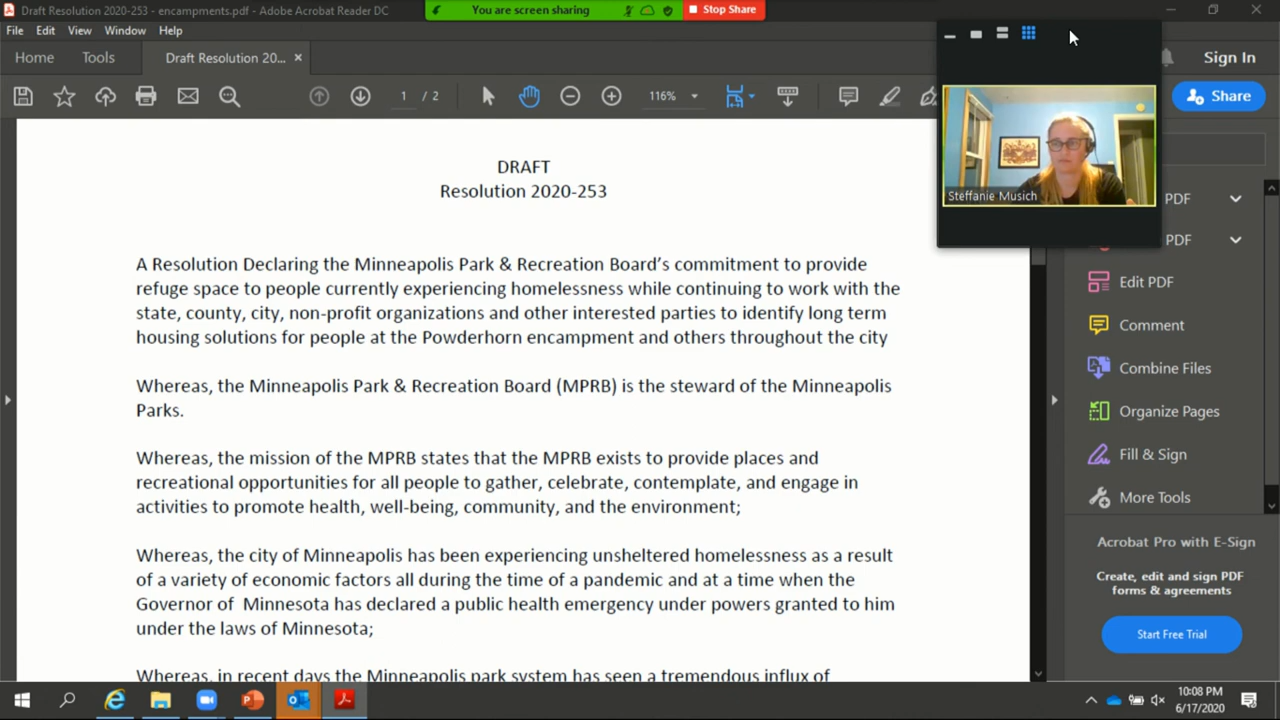 Draft Resolution 2020-253 - encampments.pdf - Adobe Acrobat Reader DC
You are screen sharing
Stop Share
File Edit View Window Help
Home Tools Draft Resolution 20... ×
Sign In
1 / 2
116%
Share
Steffanie Musich
DRAFT
Resolution 2020-253
A Resolution Declaring the Minneapolis Park & Recreation Board's commitment to provide
refuge space to people currently experiencing homelessness while continuing to work with the
state, county, city, non-profit organizations and other interested parties to identify long term
housing solutions for people at the Powderhorn encampment and others throughout the city
Whereas, the Minneapolis Park & Recreation Board (MPRB) is the steward of the Minneapolis
Parks.
Whereas, the mission of the MPRB states that the MPRB exists to provide places and
recreational opportunities for all people to gather, celebrate, contemplate, and engage in
activities to promote health, well-being, community, and the environment;
Whereas, the city of Minneapolis has been experiencing unsheltered homelessness as a result
of a variety of economic factors all during the time of a pandemic and at a time when the
Governor of Minnesota has declared a public health emergency under powers granted to him
under the laws of Minnesota;
Whereas, in recent days the Minneapolis park system has seen a tremendous influx of
PDF
PDF
Edit PDF
Comment
Combine Files
Organize Pages
Fill & Sign
More Tools
Acrobat Pro with E-Sign
Create, edit and sign PDF
forms & agreements
Start Free Trial
10:08 PM
6/17/2020